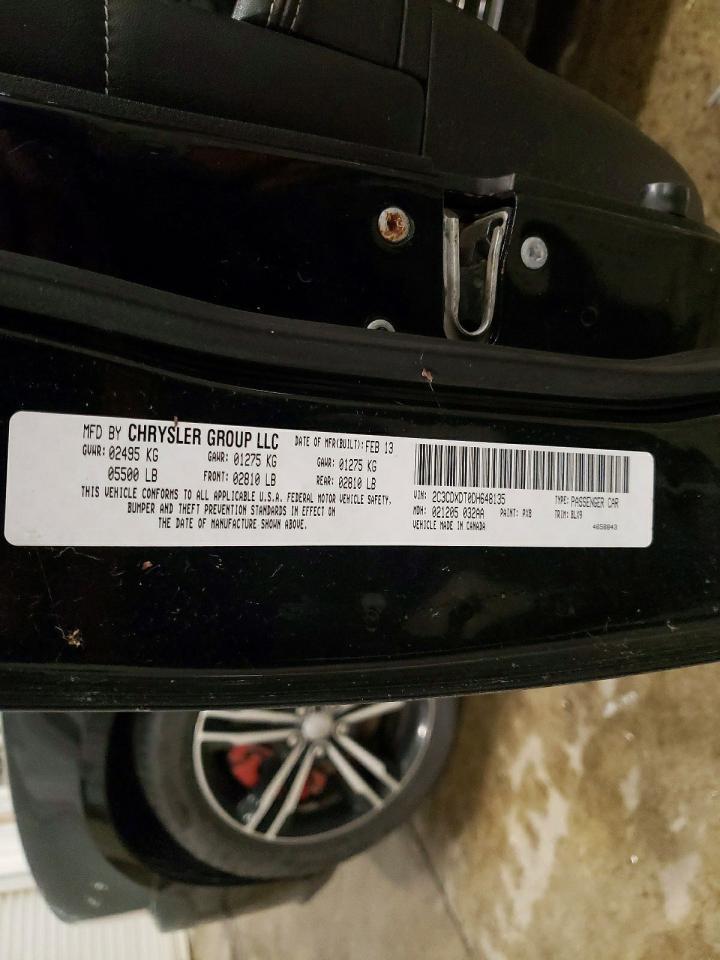 MFD BY CHRYSLER GROUP LLC DATE OF MFR(BUILT): FEB 13
GVWR: 02495 KG GAWR: 01275 KG GAWR: 01275 KG
05500 LB FRONT: 02810 LB REAR: 02810 LB
THIS VEHICLE CONFORMS TO ALL APPLICABLE U.S.A. FEDERAL MOTOR VEHICLE SAFETY,
BUMPER AND THEFT PREVENTION STANDARDS IN EFFECT ON
THE DATE OF MANUFACTURE SHOWN ABOVE.
VIN: 2C3CDXDT0DH648135 TYPE: PASSENGER CAR
MDH: 021205 032AA PAINT: PX8 TRIM: BLX9
VEHICLE MADE IN CANADA 4658043